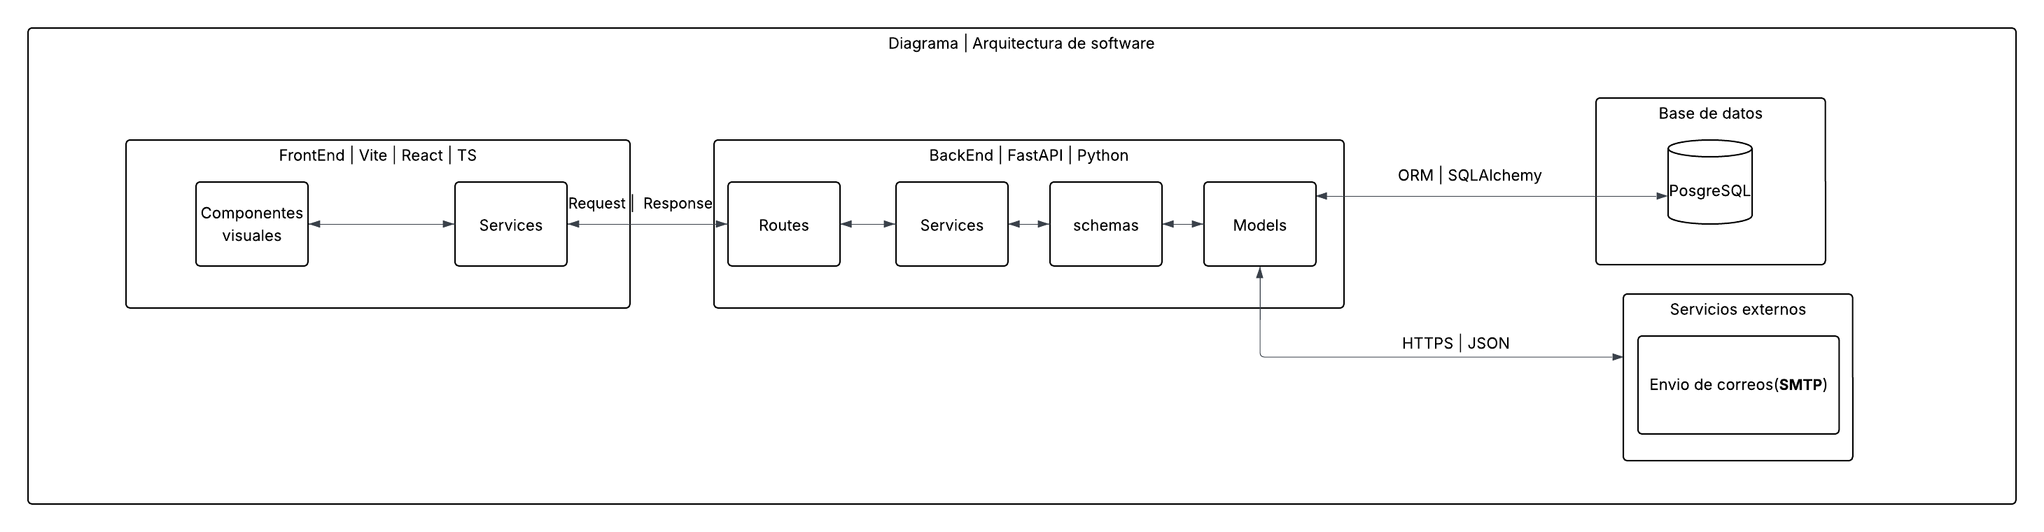 Diagrama | Arquitectura de software
FrontEnd | Vite | React | TS
Componentes
visuales
Services
Request | Response
BackEnd | FastAPI | Python
Routes
Services
schemas
Models
ORM | SQLAlchemy
Base de datos
PosgreSQL
HTTPS | JSON
Servicios externos
Envio de correos(SMTP)